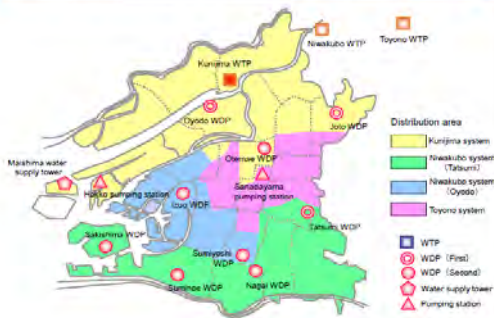 Niwakubo WTP
Toyono WTP
Kunijima WTP
Oyodo WDP
Joto WDP
Distribution area
Kunijima system
Otemae WDP
Niwakubo system
(Tatsumi)
Maishima water
supply tower
Hokko pumping station
Sanadayama
pumping station
Niwakubo system
(Oyodo)
Izuo WDP
Toyono system
Tatsumi WDP
Sakishima WDP
WTP
Sumiyoshi WDP
WDP (First)
WDP (Second)
Suminoe WDP
Nagai WDP
Water supply tower
Pumping station